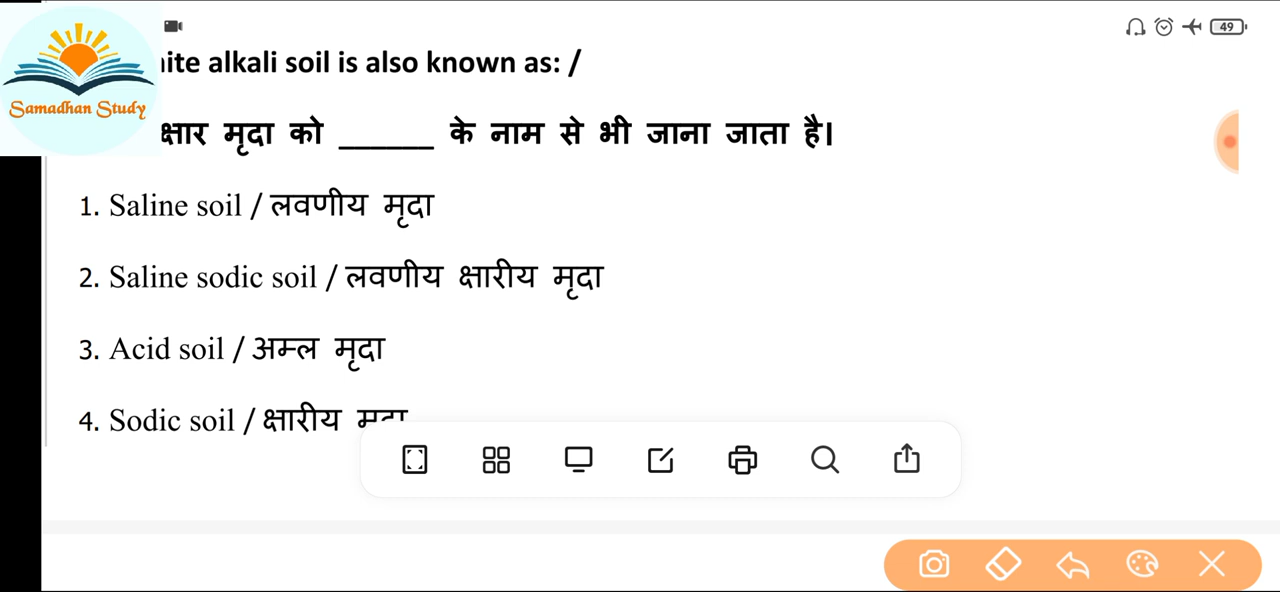 49
Samadhan Study
alkali soil is also known as: /
क्षार मृदा को ______ के नाम से भी जाना जाता है।
1. Saline soil / लवणीय मृदा
2. Saline sodic soil / लवणीय क्षारीय मृदा
3. Acid soil / अम्ल मृदा
4. Sodic soil / क्षारीय मृदा